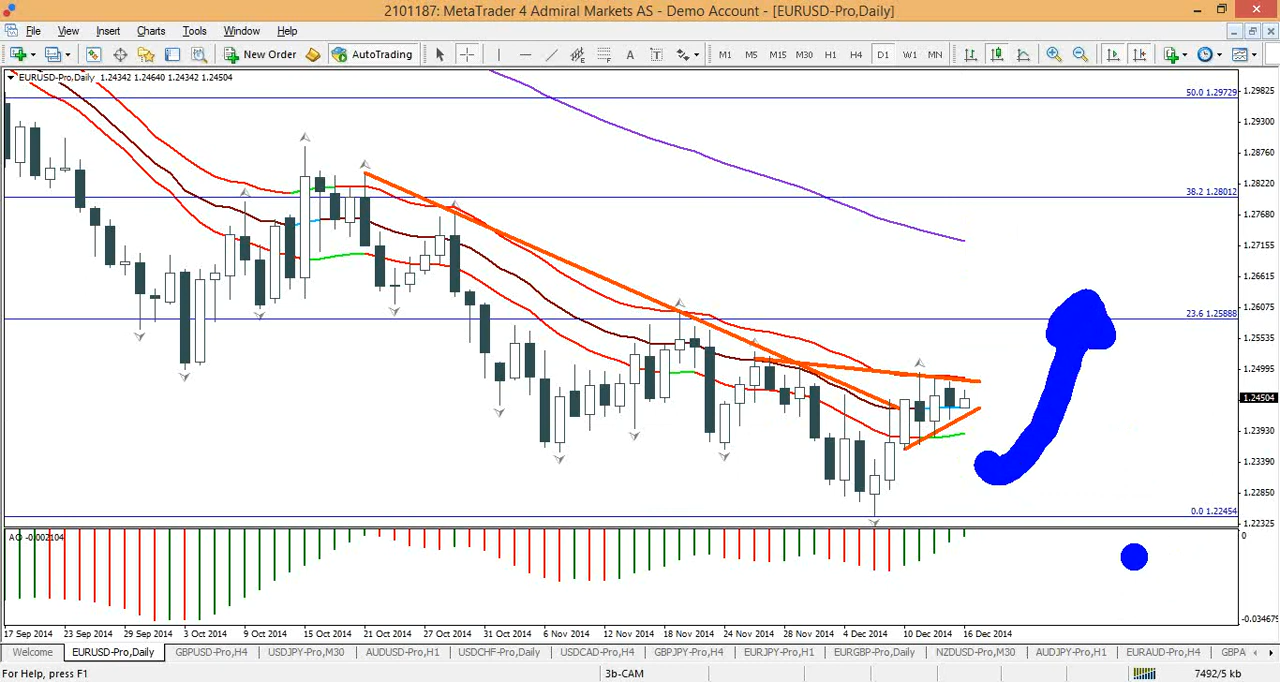 2101187: MetaTrader 4 Admiral Markets AS - Demo Account - [EURUSD-Pro,Daily]
File View Insert Charts Tools Window Help
New Order AutoTrading A T M1 M5 M15 M30 H1 H4 D1 W1 MN
EURUSD-Pro,Daily 1.24342 1.24640 1.24342 1.24504
50.0 1.29729
38.2 1.28012
23.6 1.25888
0.0 1.22454
1.29825
1.29300
1.28760
1.28220
1.27680
1.27155
1.26615
1.26075
1.25535
1.24995
1.24504
1.23930
1.23390
1.22850
1.22325
AO -0.002104
0
-0.034675
17 Sep 2014 23 Sep 2014 29 Sep 2014 3 Oct 2014 9 Oct 2014 15 Oct 2014 21 Oct 2014 27 Oct 2014 31 Oct 2014 6 Nov 2014 12 Nov 2014 18 Nov 2014 24 Nov 2014 28 Nov 2014 4 Dec 2014 10 Dec 2014 16 Dec 2014
Welcome EURUSD-Pro,Daily GBPUSD-Pro,H4 USDJPY-Pro,M30 AUDUSD-Pro,H1 USDCHF-Pro,Daily USDCAD-Pro,H4 GBPJPY-Pro,H4 EURJPY-Pro,H1 EURGBP-Pro,Daily NZDUSD-Pro,M30 AUDJPY-Pro,H1 EURAUD-Pro,H4 GBPA
For Help, press F1 3b-CAM 7492/5 kb